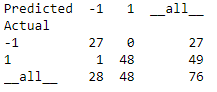 Predicted -1 1 __all__
Actual
-1 27 0 27
1 1 48 49
__all__ 28 48 76